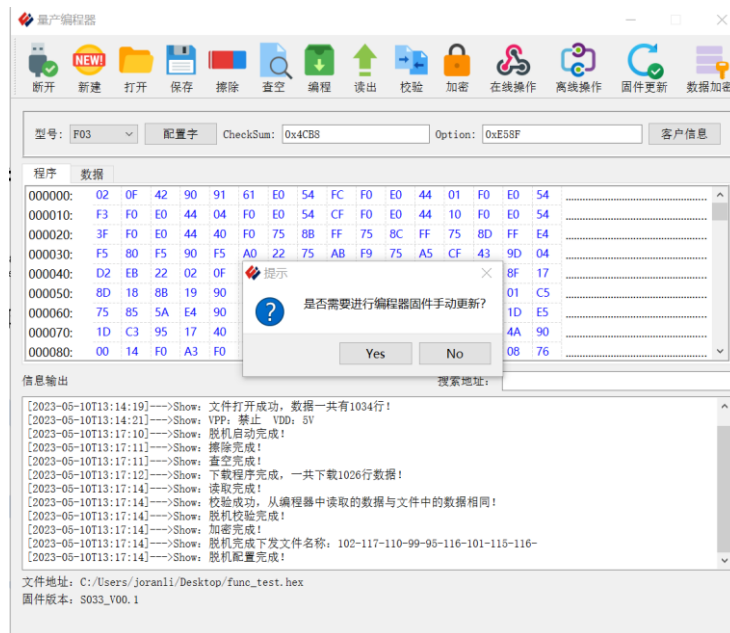 量产编程器
NEW!
断开 新建 打开 保存 擦除 查空 编程 读出 校验 加密 在线操作 离线操作 固件更新 数据加密
型号: F03 配置字 CheckSum: 0x4CB8 Option: 0xE58F 客户信息
程序 数据
000000: 02 0F 42 90 91 61 E0 54 FC F0 E0 44 01 F0 E0 54
000010: F3 F0 E0 44 04 F0 E0 54 CF F0 E0 44 10 F0 E0 54
000020: 3F F0 E0 44 40 F0 E0 75 8B FF 75 8C FF 75 8D FF E4
000030: F5 80 F5 90 F5 A0 22 75 AB F9 75 A5 CF 43 9D 04
000040: D2 EB 22 02 0F 8F 17
000050: 8D 18 8B 19 90 01 C5
000060: 75 85 5A E4 90 1D E5
000070: 1D C3 95 17 40 4A 90
000080: 00 14 F0 A3 F0 08 76
提示
是否需要进行编程器固件手动更新?
Yes No
信息输出 搜索地址:
[2023-05-10T13:14:19]--->Show: 文件打开成功, 数据一共有1034行!
[2023-05-10T13:14:21]--->Show: VPP: 禁止 VDD: 5V
[2023-05-10T13:17:10]--->Show: 脱机启动完成!
[2023-05-10T13:17:11]--->Show: 擦除完成!
[2023-05-10T13:17:11]--->Show: 查空完成!
[2023-05-10T13:17:12]--->Show: 下载程序完成, 一共下载1026行数据!
[2023-05-10T13:17:14]--->Show: 读取完成!
[2023-05-10T13:17:14]--->Show: 校验成功, 从编程器中读取的数据与文件中的数据相同!
[2023-05-10T13:17:14]--->Show: 脱机校验完成!
[2023-05-10T13:17:14]--->Show: 加密完成!
[2023-05-10T13:17:14]--->Show: 脱机完成下发文件名称: 102-117-110-99-95-116-101-115-116-
[2023-05-10T13:17:14]--->Show: 脱机配置完成!
文件地址: C:/Users/joranli/Desktop/func_test.hex
固件版本: S033_V00.1